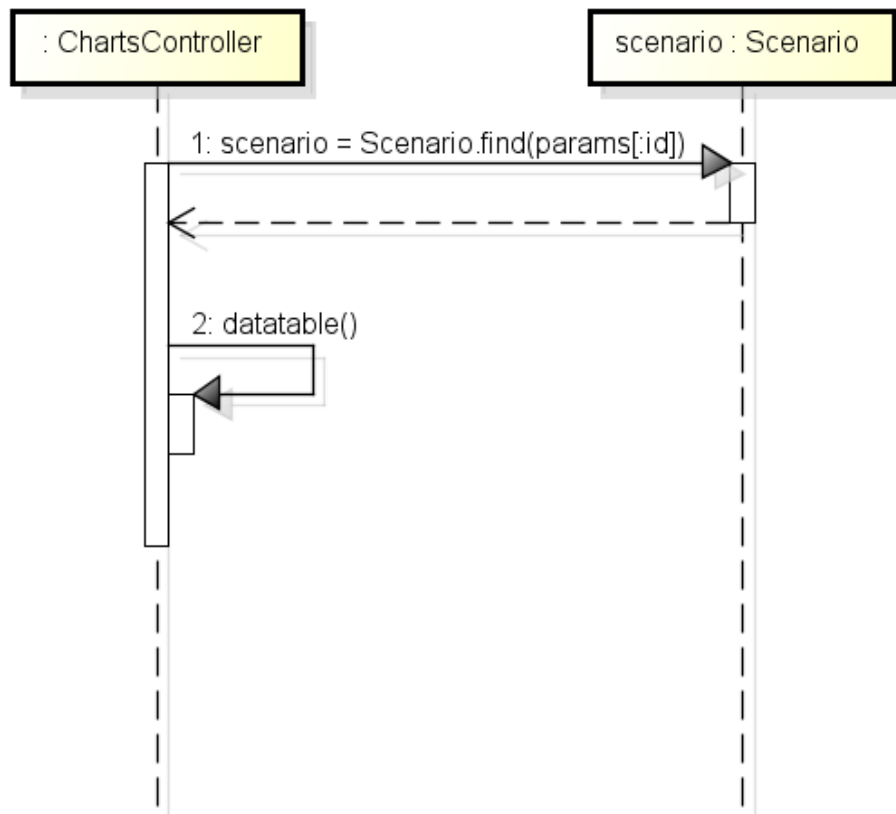 : ChartsController
scenario : Scenario
1: scenario = Scenario.find(params[:id])
2: datatable()